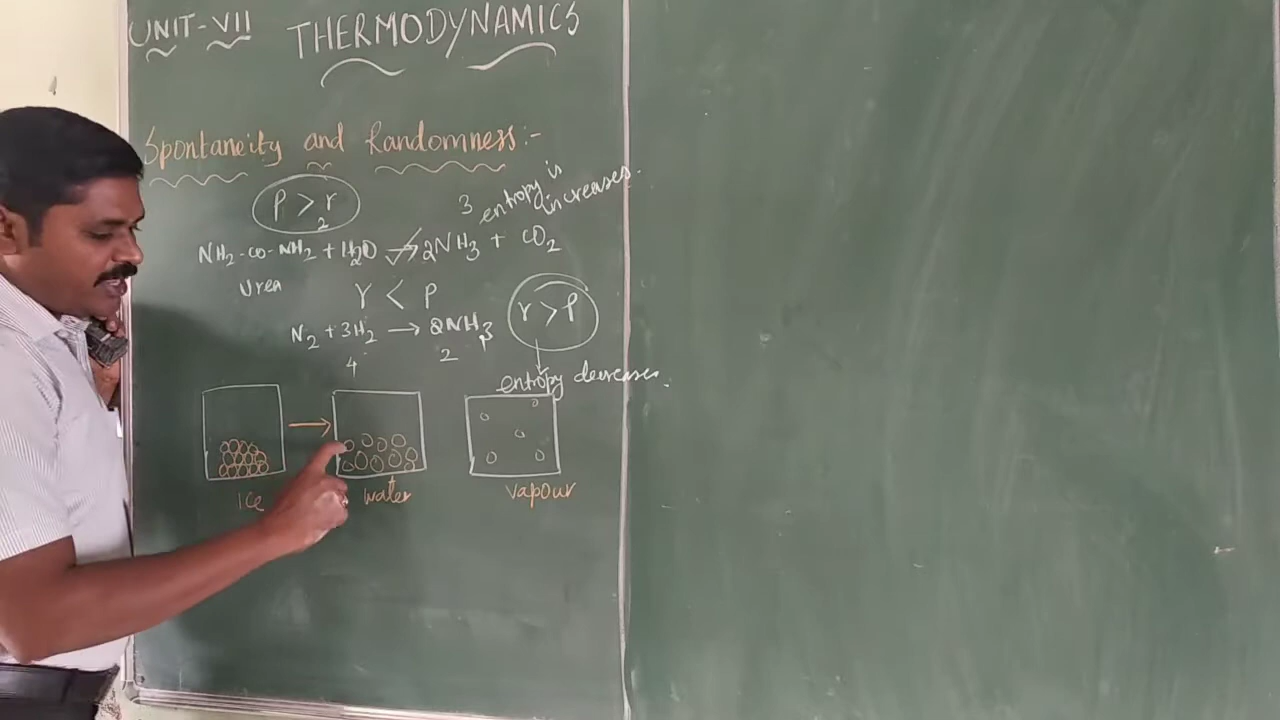 UNIT-VII THERMODYNAMICS
Spontaneity and Randomness:-
P > r
2
3
entropy is
increases.
NH2-CO-NH2 + H2O → 2NH3 + CO2
Urea
r < P
r > P
N2 + 3H2 → 2NH3
4
2
entropy decreases.
ice
water
vapour